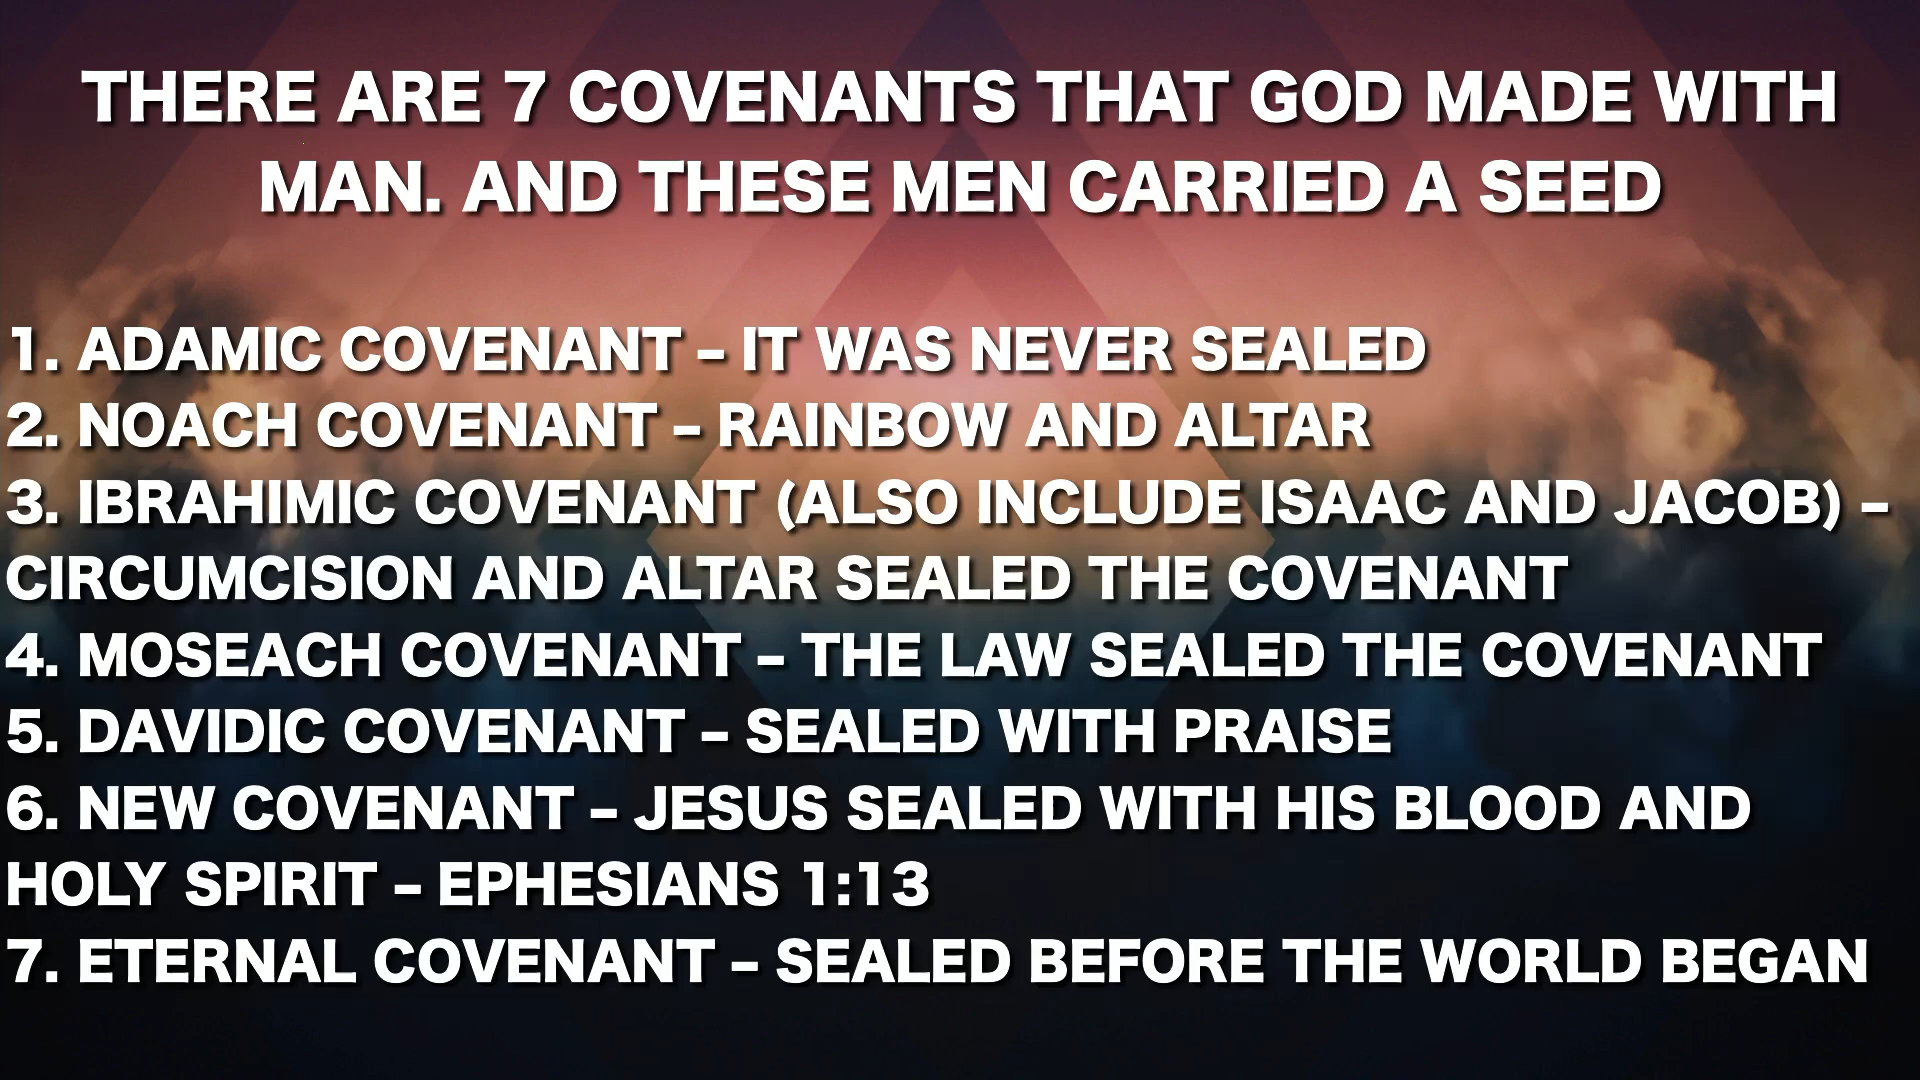 THERE ARE 7 COVENANTS THAT GOD MADE WITH
MAN. AND THESE MEN CARRIED A SEED
1. ADAMIC COVENANT – IT WAS NEVER SEALED
2. NOACH COVENANT – RAINBOW AND ALTAR
3. IBRAHIMIC COVENANT (ALSO INCLUDE ISAAC AND JACOB) –
CIRCUMCISION AND ALTAR SEALED THE COVENANT
4. MOSEACH COVENANT – THE LAW SEALED THE COVENANT
5. DAVIDIC COVENANT – SEALED WITH PRAISE
6. NEW COVENANT – JESUS SEALED WITH HIS BLOOD AND
HOLY SPIRIT – EPHESIANS 1:13
7. ETERNAL COVENANT – SEALED BEFORE THE WORLD BEGAN